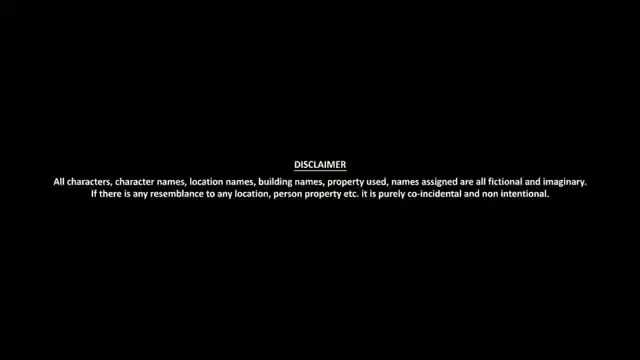 DISCLAIMER
All characters, character names, location names, building names, property used, names assigned are all fictional and imaginary.
If there is any resemblance to any location, person property etc. it is purely co-incidental and non intentional.